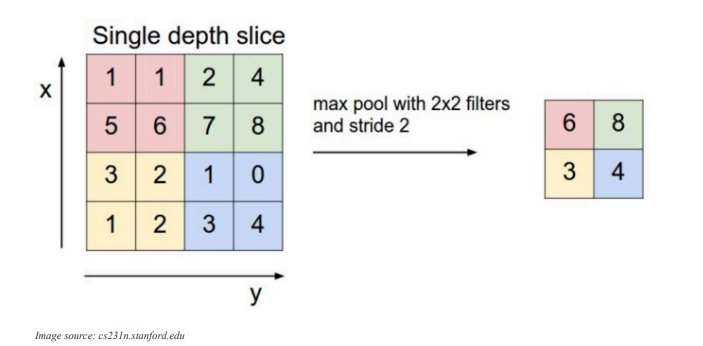 Single depth slice
x
1 1 2 4
5 6 7 8
3 2 1 0
1 2 3 4
y
max pool with 2x2 filters
and stride 2
6 8
3 4
Image source: cs231n.stanford.edu